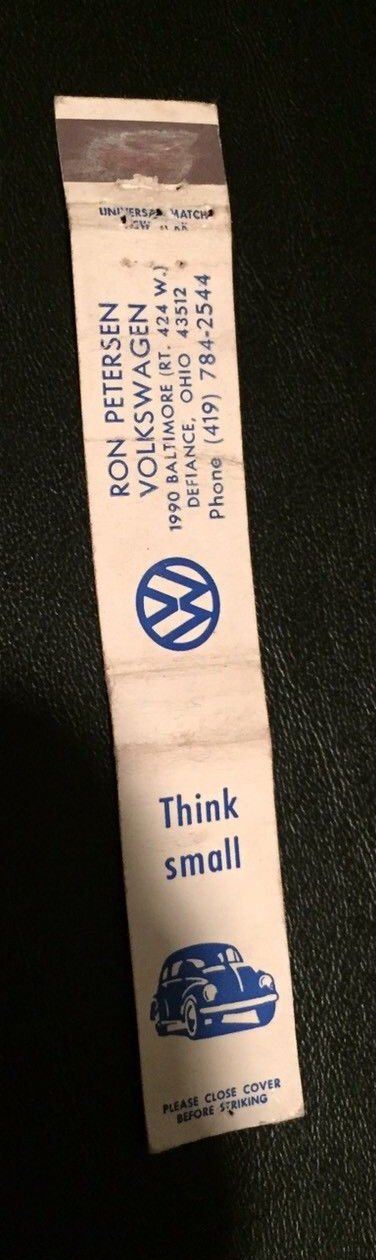 UNIVERSAL MATCH
RON PETERSEN
VOLKSWAGEN
1990 BALTIMORE (RT. 424 W.)
DEFIANCE, OHIO 43512
Phone (419) 784-2544
Think
small
PLEASE CLOSE COVER
BEFORE STRIKING